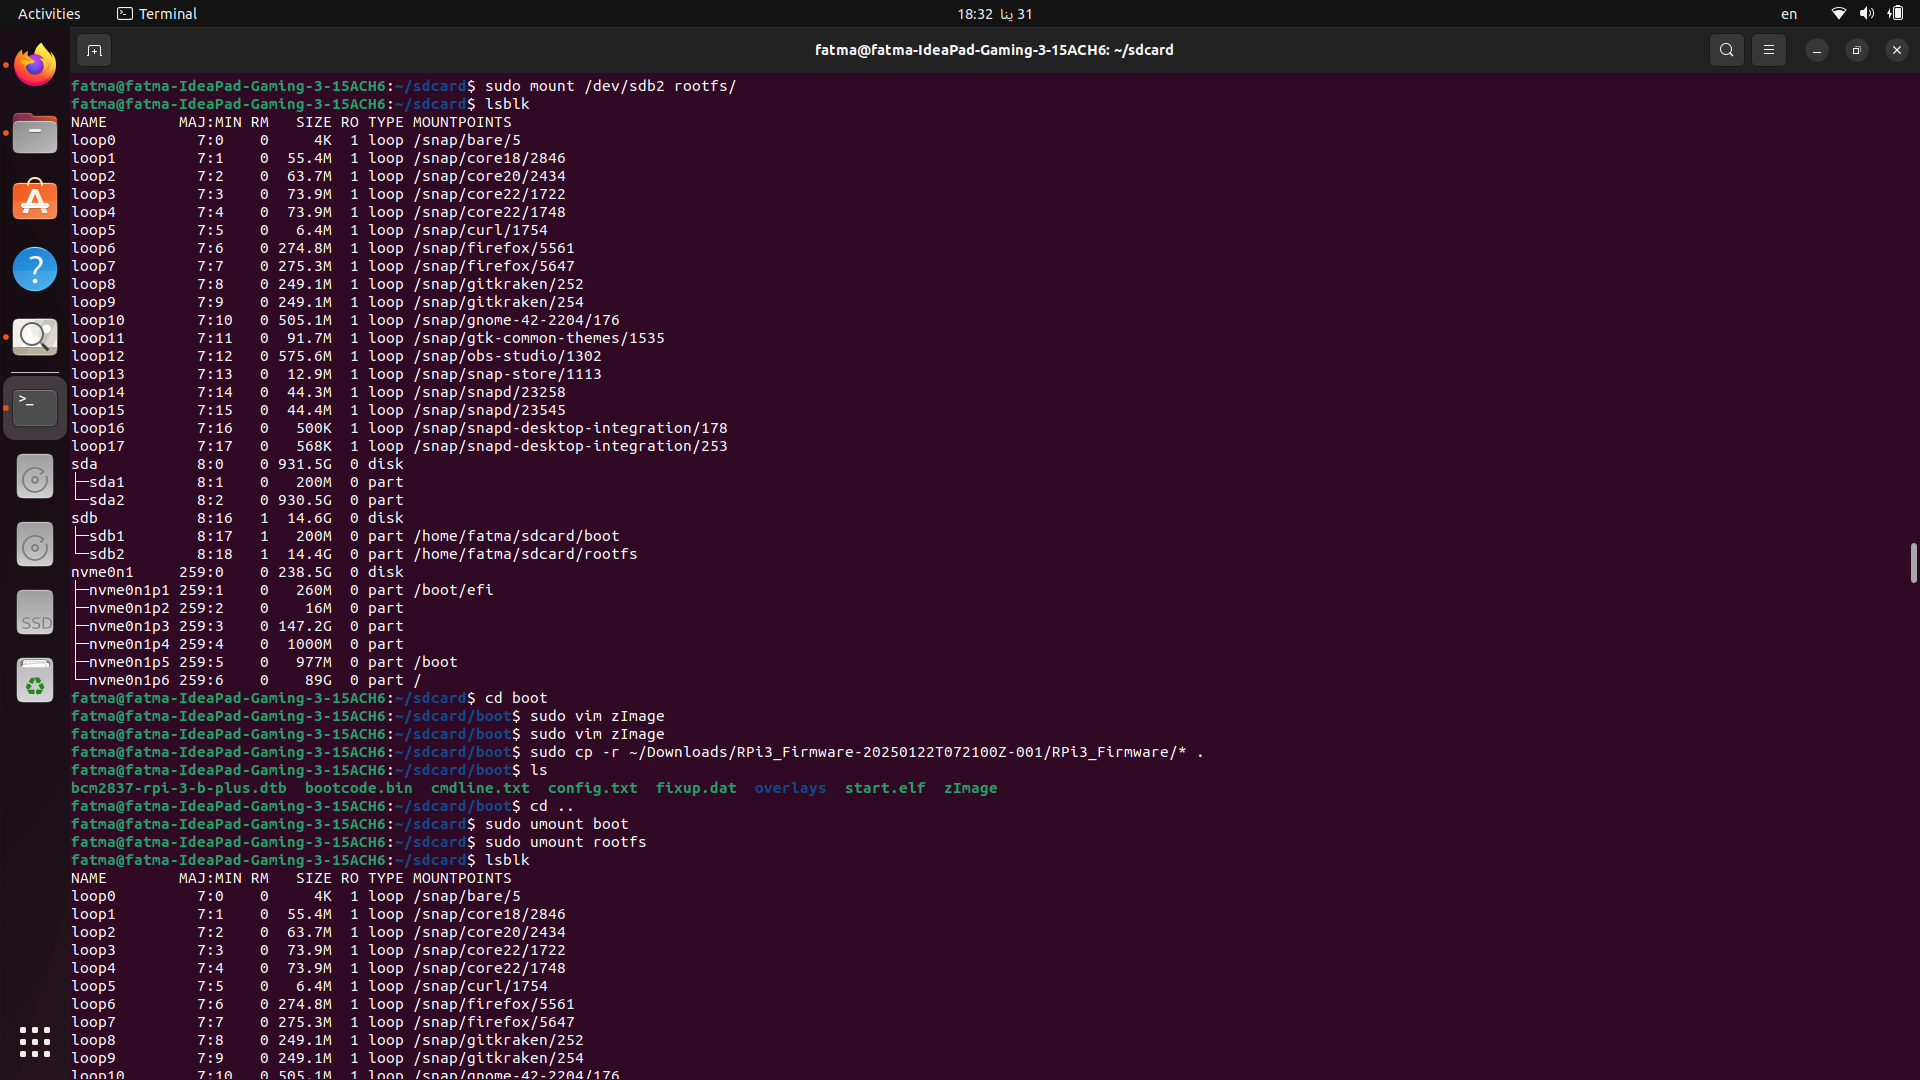 Activities
Terminal
18:32 31 ينا
en
fatma@fatma-IdeaPad-Gaming-3-15ACH6: ~/sdcard
fatma@fatma-IdeaPad-Gaming-3-15ACH6:~/sdcard$ sudo mount /dev/sdb2 rootfs/
fatma@fatma-IdeaPad-Gaming-3-15ACH6:~/sdcard$ lsblk
NAME        MAJ:MIN RM   SIZE RO TYPE MOUNTPOINTS
loop0         7:0    0     4K  1 loop /snap/bare/5
loop1         7:1    0  55.4M  1 loop /snap/core18/2846
loop2         7:2    0  63.7M  1 loop /snap/core20/2434
loop3         7:3    0  73.9M  1 loop /snap/core22/1722
loop4         7:4    0  73.9M  1 loop /snap/core22/1748
loop5         7:5    0   6.4M  1 loop /snap/curl/1754
loop6         7:6    0 274.8M  1 loop /snap/firefox/5561
loop7         7:7    0 275.3M  1 loop /snap/firefox/5647
loop8         7:8    0 249.1M  1 loop /snap/gitkraken/252
loop9         7:9    0 249.1M  1 loop /snap/gitkraken/254
loop10        7:10   0 505.1M  1 loop /snap/gnome-42-2204/176
loop11        7:11   0  91.7M  1 loop /snap/gtk-common-themes/1535
loop12        7:12   0 575.6M  1 loop /snap/obs-studio/1302
loop13        7:13   0  12.9M  1 loop /snap/snap-store/1113
loop14        7:14   0  44.3M  1 loop /snap/snapd/23258
loop15        7:15   0  44.4M  1 loop /snap/snapd/23545
loop16        7:16   0   500K  1 loop /snap/snapd-desktop-integration/178
loop17        7:17   0   568K  1 loop /snap/snapd-desktop-integration/253
sda           8:0    0 931.5G  0 disk
├─sda1        8:1    0   200M  0 part
└─sda2        8:2    0 930.5G  0 part
sdb           8:16   1  14.6G  0 disk
├─sdb1        8:17   1   200M  0 part /home/fatma/sdcard/boot
└─sdb2        8:18   1  14.4G  0 part /home/fatma/sdcard/rootfs
nvme0n1     259:0    0 238.5G  0 disk
├─nvme0n1p1 259:1    0   260M  0 part /boot/efi
├─nvme0n1p2 259:2    0    16M  0 part
├─nvme0n1p3 259:3    0 147.2G  0 part
├─nvme0n1p4 259:4    0  1000M  0 part
├─nvme0n1p5 259:5    0   977M  0 part /boot
└─nvme0n1p6 259:6    0    89G  0 part /
fatma@fatma-IdeaPad-Gaming-3-15ACH6:~/sdcard$ cd boot
fatma@fatma-IdeaPad-Gaming-3-15ACH6:~/sdcard/boot$ sudo vim zImage
fatma@fatma-IdeaPad-Gaming-3-15ACH6:~/sdcard/boot$ sudo vim zImage
fatma@fatma-IdeaPad-Gaming-3-15ACH6:~/sdcard/boot$ sudo cp -r ~/Downloads/RPi3_Firmware-20250122T072100Z-001/RPi3_Firmware/* .
fatma@fatma-IdeaPad-Gaming-3-15ACH6:~/sdcard/boot$ ls
bcm2837-rpi-3-b-plus.dtb  bootcode.bin  cmdline.txt  config.txt  fixup.dat  overlays  start.elf  zImage
fatma@fatma-IdeaPad-Gaming-3-15ACH6:~/sdcard/boot$ cd ..
fatma@fatma-IdeaPad-Gaming-3-15ACH6:~/sdcard$ sudo umount boot
fatma@fatma-IdeaPad-Gaming-3-15ACH6:~/sdcard$ sudo umount rootfs
fatma@fatma-IdeaPad-Gaming-3-15ACH6:~/sdcard$ lsblk
NAME        MAJ:MIN RM   SIZE RO TYPE MOUNTPOINTS
loop0         7:0    0     4K  1 loop /snap/bare/5
loop1         7:1    0  55.4M  1 loop /snap/core18/2846
loop2         7:2    0  63.7M  1 loop /snap/core20/2434
loop3         7:3    0  73.9M  1 loop /snap/core22/1722
loop4         7:4    0  73.9M  1 loop /snap/core22/1748
loop5         7:5    0   6.4M  1 loop /snap/curl/1754
loop6         7:6    0 274.8M  1 loop /snap/firefox/5561
loop7         7:7    0 275.3M  1 loop /snap/firefox/5647
loop8         7:8    0 249.1M  1 loop /snap/gitkraken/252
loop9         7:9    0 249.1M  1 loop /snap/gitkraken/254
loop10        7:10   0 505.1M  1 loop /snap/gnome-42-2204/176
SSD